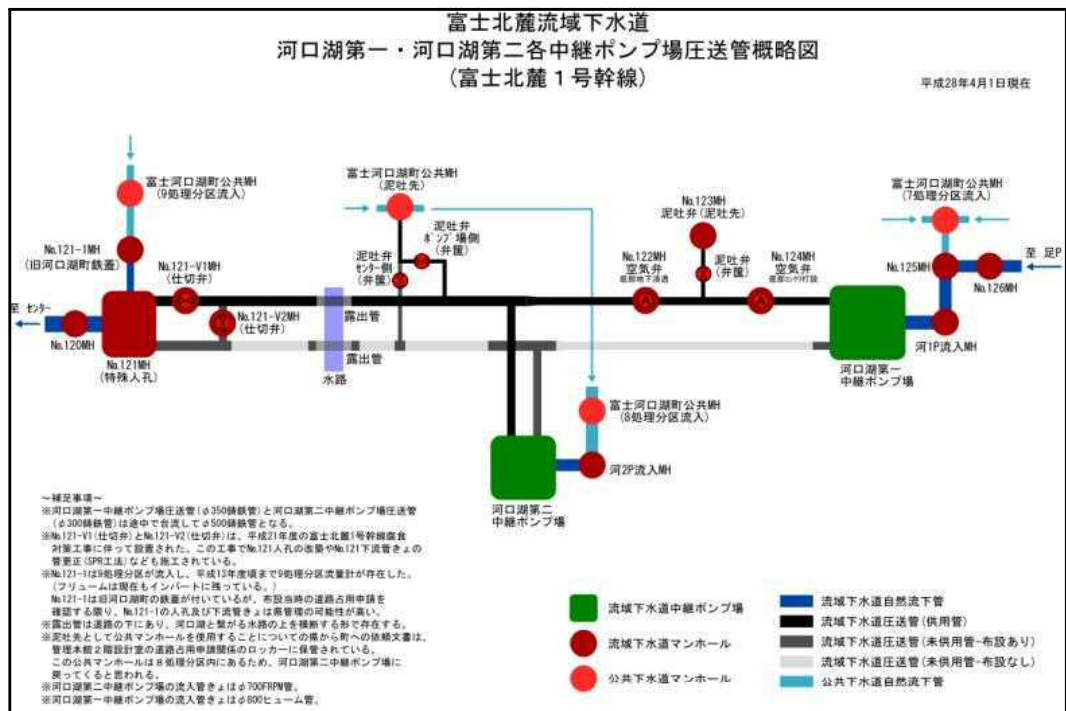 富士北麓流域下水道
河口湖第一・河口湖第二各中継ポンプ場圧送管概略図
(富士北麓１号幹線)
平成28年4月1日現在
富士河口湖町公共MH
(9処理分区流入)
No.121-1MH
(旧河口湖町鉄蓋)
No.121-V1MH
(仕切弁)
至 センター
No.120MH
No.121MH
(特殊人孔)
No.121-V2MH
(仕切弁)
露出管
露出管
水路
富士河口湖町公共MH
(泥吐先)
泥吐弁
ポンプ場側
(弁筐)
泥吐弁
センター側
(弁筐)
No.123MH
泥吐弁(泥吐先)
No.122MH
空気弁
底部地下浸透
泥吐弁
(弁筐)
No.124MH
空気弁
底部コンクリ打設
富士河口湖町公共MH
(7処理分区流入)
至 足P
No.125MH
No.126MH
河1P流入MH
河口湖第一
中継ポンプ場
富士河口湖町公共MH
(8処理分区流入)
河2P流入MH
河口湖第二
中継ポンプ場
～補足事項～
※河口湖第一中継ポンプ場圧送管(φ350鋳鉄管)と河口湖第二中継ポンプ場圧送管
(φ300鋳鉄管)は途中で合流してφ500鋳鉄管となる。
※No.121-V1(仕切弁)とNo.121-V2(仕切弁)は、平成21年度の富士北麓1号幹線腐食
対策工事に伴って設置された。この工事でNo.121人孔の改築やNo.121下流管きょの
管更正(SPR工法)なども施工されている。
※No.121-1は9処理分区が流入し、平成13年度頃まで9処理分区流量計が存在した。
(フリュームは現在もインバートに残っている。)
No.121-1は旧河口湖町の鉄蓋が付いているが、布設当時の道路占用申請を
確認する限り、No.121-1の人孔及び下流管きょは県管理の可能性が高い。
※露出管は道路の下にあり、河口湖と繋がる水路の上を横断する形で存在する。
※泥吐先として公共マンホールを使用することについての県から町への依頼文書は、
管理本館２階設計室の道路占用申請関係のロッカーに保管されている。
この公共マンホールは８処理分区内にあるため、河口湖第二中継ポンプ場に
戻ってくると思われる。
※河口湖第二中継ポンプ場の流入管きょはφ700FRPM管。
※河口湖第一中継ポンプ場の流入管きょはφ800ヒューム管。
流域下水道中継ポンプ場
流域下水道マンホール
公共下水道マンホール
流域下水道自然流下管
流域下水道圧送管(供用管)
流域下水道圧送管(未供用管-布設あり)
流域下水道圧送管(未供用管-布設なし)
公共下水道自然流下管